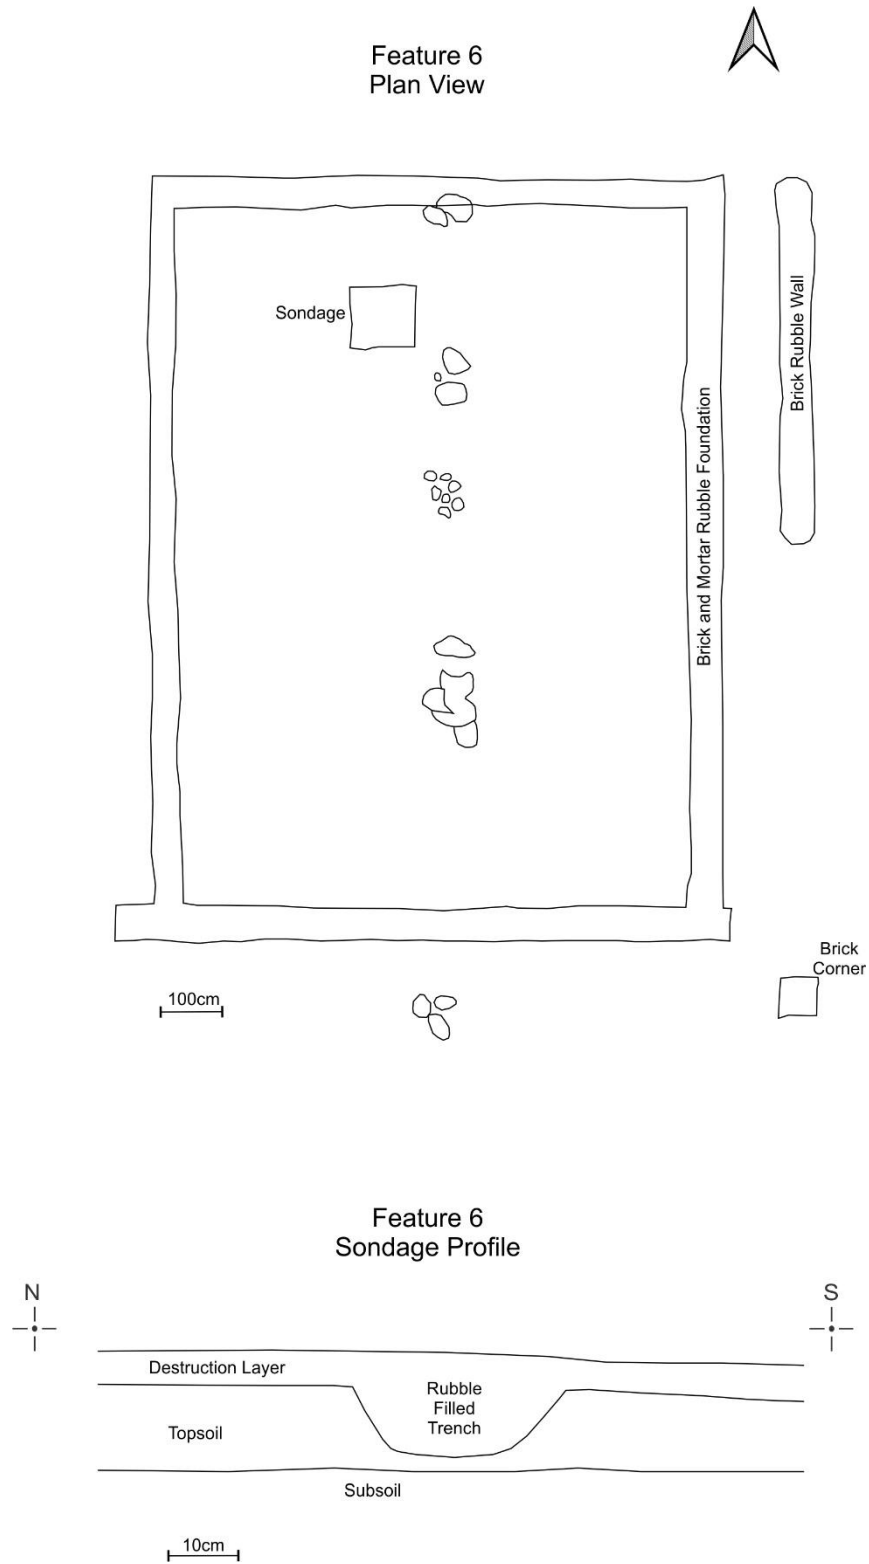 Feature 6
Plan View
Sondage
Brick Rubble Wall
Brick and Mortar Rubble Foundation
Brick
Corner
100cm
Feature 6
Sondage Profile
N
S
Destruction Layer
Rubble
Filled
Trench
Topsoil
Subsoil
10cm